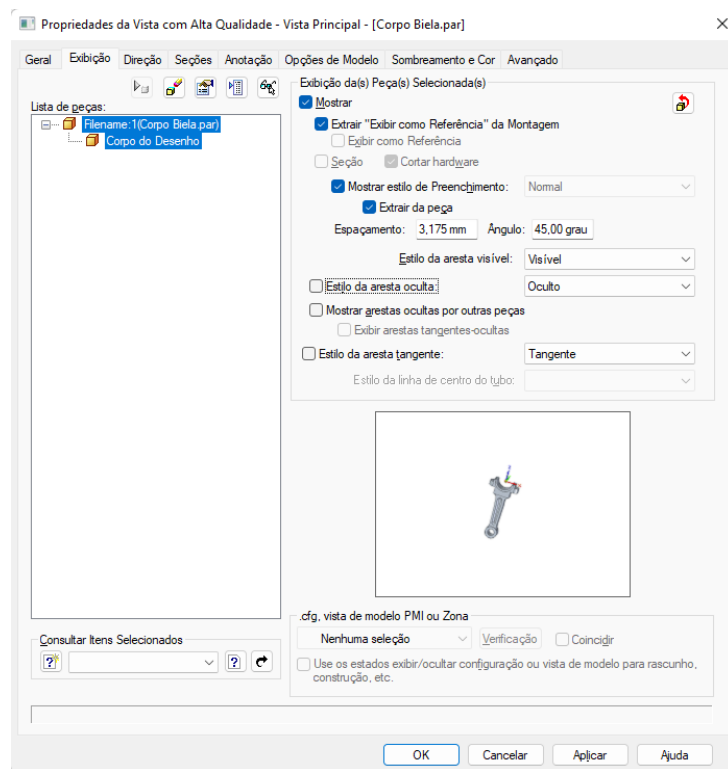 Propriedades da Vista com Alta Qualidade - Vista Principal - [Corpo Biela.par]
Geral Exibição Direção Seções Anotação Opções de Modelo Sombreamento e Cor Avançado
Lista de peças:
Filename:1(Corpo Biela.par)
Corpo do Desenho
Exibição da(s) Peça(s) Selecionada(s)
Mostrar
Extrair "Exibir como Referência" da Montagem
Exibir como Referência
Seção Cortar hardware
Mostrar estilo de Preenchimento: Normal
Extrair da peça
Espaçamento: 3,175 mm Ângulo: 45,00 grau
Estilo da aresta visível: Visível
Estilo da aresta oculta: Oculto
Mostrar arestas ocultas por outras peças
Exibir arestas tangentes-ocultas
Estilo da aresta tangente: Tangente
Estilo da linha de centro do tubo:
.cfg, vista de modelo PMI ou Zona
Nenhuma seleção Verificação Coincidir
Use os estados exibir/ocultar configuração ou vista de modelo para rascunho,
construção, etc.
Consultar Itens Selecionados
OK Cancelar Aplicar Ajuda